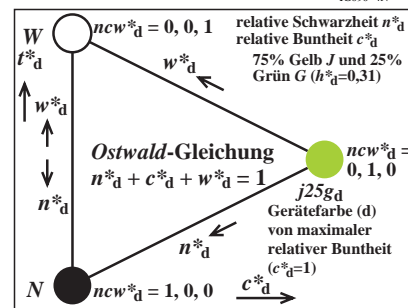 W
ncw*d = 0, 0, 1
t*d
relative Schwarzheit n*d
relative Buntheit c*d
75% Gelb J und 25%
Grün G (h*d=0,31)
w*d
w*d
Ostwald-Gleichung
n*d + c*d + w*d = 1
ncw*d =
0, 1, 0
j25gd
n*d
n*d
Gerätefarbe (d)
von maximaler
relativer Buntheit
(c*d=1)
N
ncw*d = 1, 0, 0
c*d